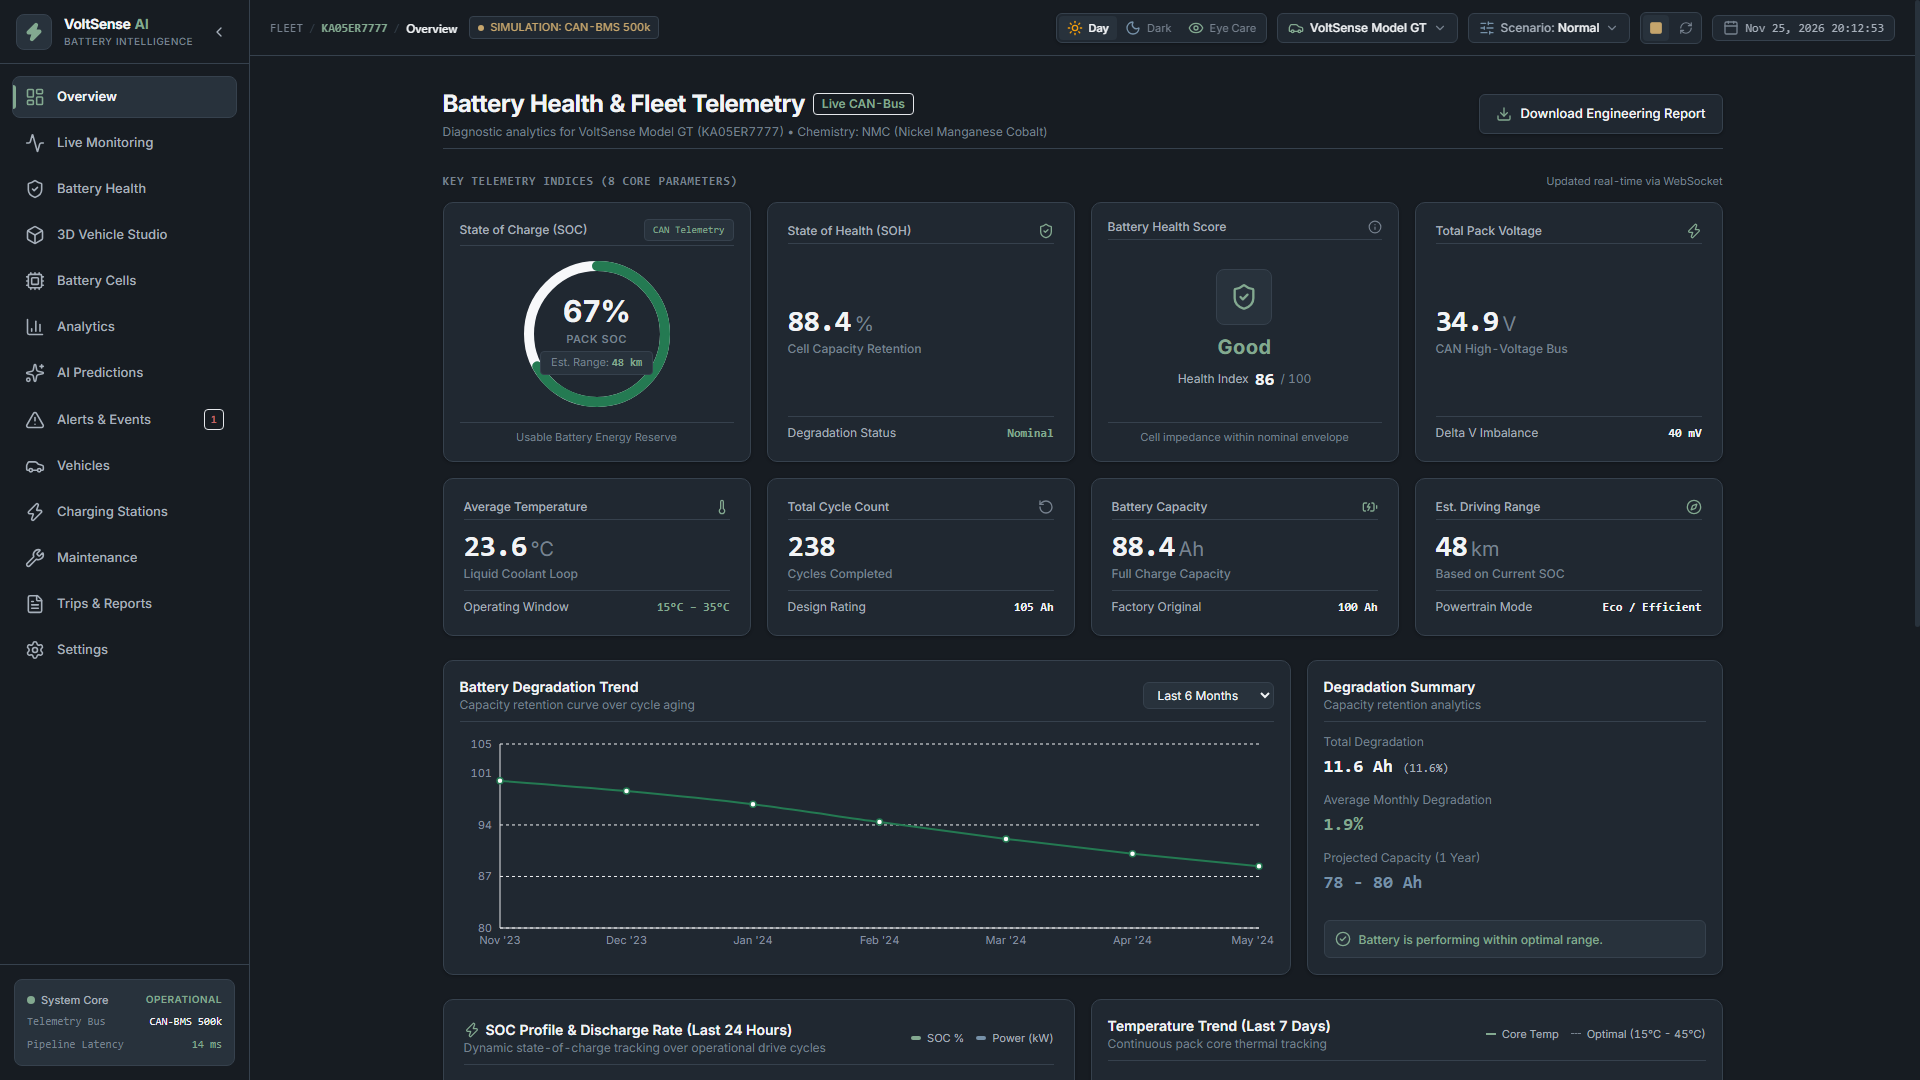 VoltSense AI
BATTERY INTELLIGENCE
Overview
Live Monitoring
Battery Health
3D Vehicle Studio
Battery Cells
Analytics
AI Predictions
Alerts & Events 1
Vehicles
Charging Stations
Maintenance
Trips & Reports
Settings
System Core OPERATIONAL
Telemetry Bus CAN-BMS 500k
Pipeline Latency 14 ms
FLEET / KA05ER7777 / Overview SIMULATION: CAN-BMS 500k
Day Dark Eye Care VoltSense Model GT Scenario: Normal Nov 25, 2026 20:12:53
Battery Health & Fleet Telemetry Live CAN-Bus
Diagnostic analytics for VoltSense Model GT (KA05ER7777) • Chemistry: NMC (Nickel Manganese Cobalt)
Download Engineering Report
KEY TELEMETRY INDICES (8 CORE PARAMETERS)
Updated real-time via WebSocket
State of Charge (SOC) CAN Telemetry
67%
PACK SOC
Est. Range: 48 km
Usable Battery Energy Reserve
State of Health (SOH)
88.4 %
Cell Capacity Retention
Degradation Status Nominal
Battery Health Score
Good
Health Index 86 / 100
Cell impedance within nominal envelope
Total Pack Voltage
34.9 V
CAN High-Voltage Bus
Delta V Imbalance 40 mV
Average Temperature
23.6 °C
Liquid Coolant Loop
Operating Window 15°C – 35°C
Total Cycle Count
238
Cycles Completed
Design Rating 105 Ah
Battery Capacity
88.4 Ah
Full Charge Capacity
Factory Original 100 Ah
Est. Driving Range
48 km
Based on Current SOC
Powertrain Mode Eco / Efficient
Battery Degradation Trend
Capacity retention curve over cycle aging
Last 6 Months
105
101
94
87
80
Nov '23 Dec '23 Jan '24 Feb '24 Mar '24 Apr '24 May '24
Degradation Summary
Capacity retention analytics
Total Degradation
11.6 Ah (11.6%)
Average Monthly Degradation
1.9%
Projected Capacity (1 Year)
78 - 80 Ah
Battery is performing within optimal range.
SOC Profile & Discharge Rate (Last 24 Hours)
Dynamic state-of-charge tracking over operational drive cycles
SOC % Power (kW)
Temperature Trend (Last 7 Days)
Continuous pack core thermal tracking
Core Temp Optimal (15°C - 45°C)